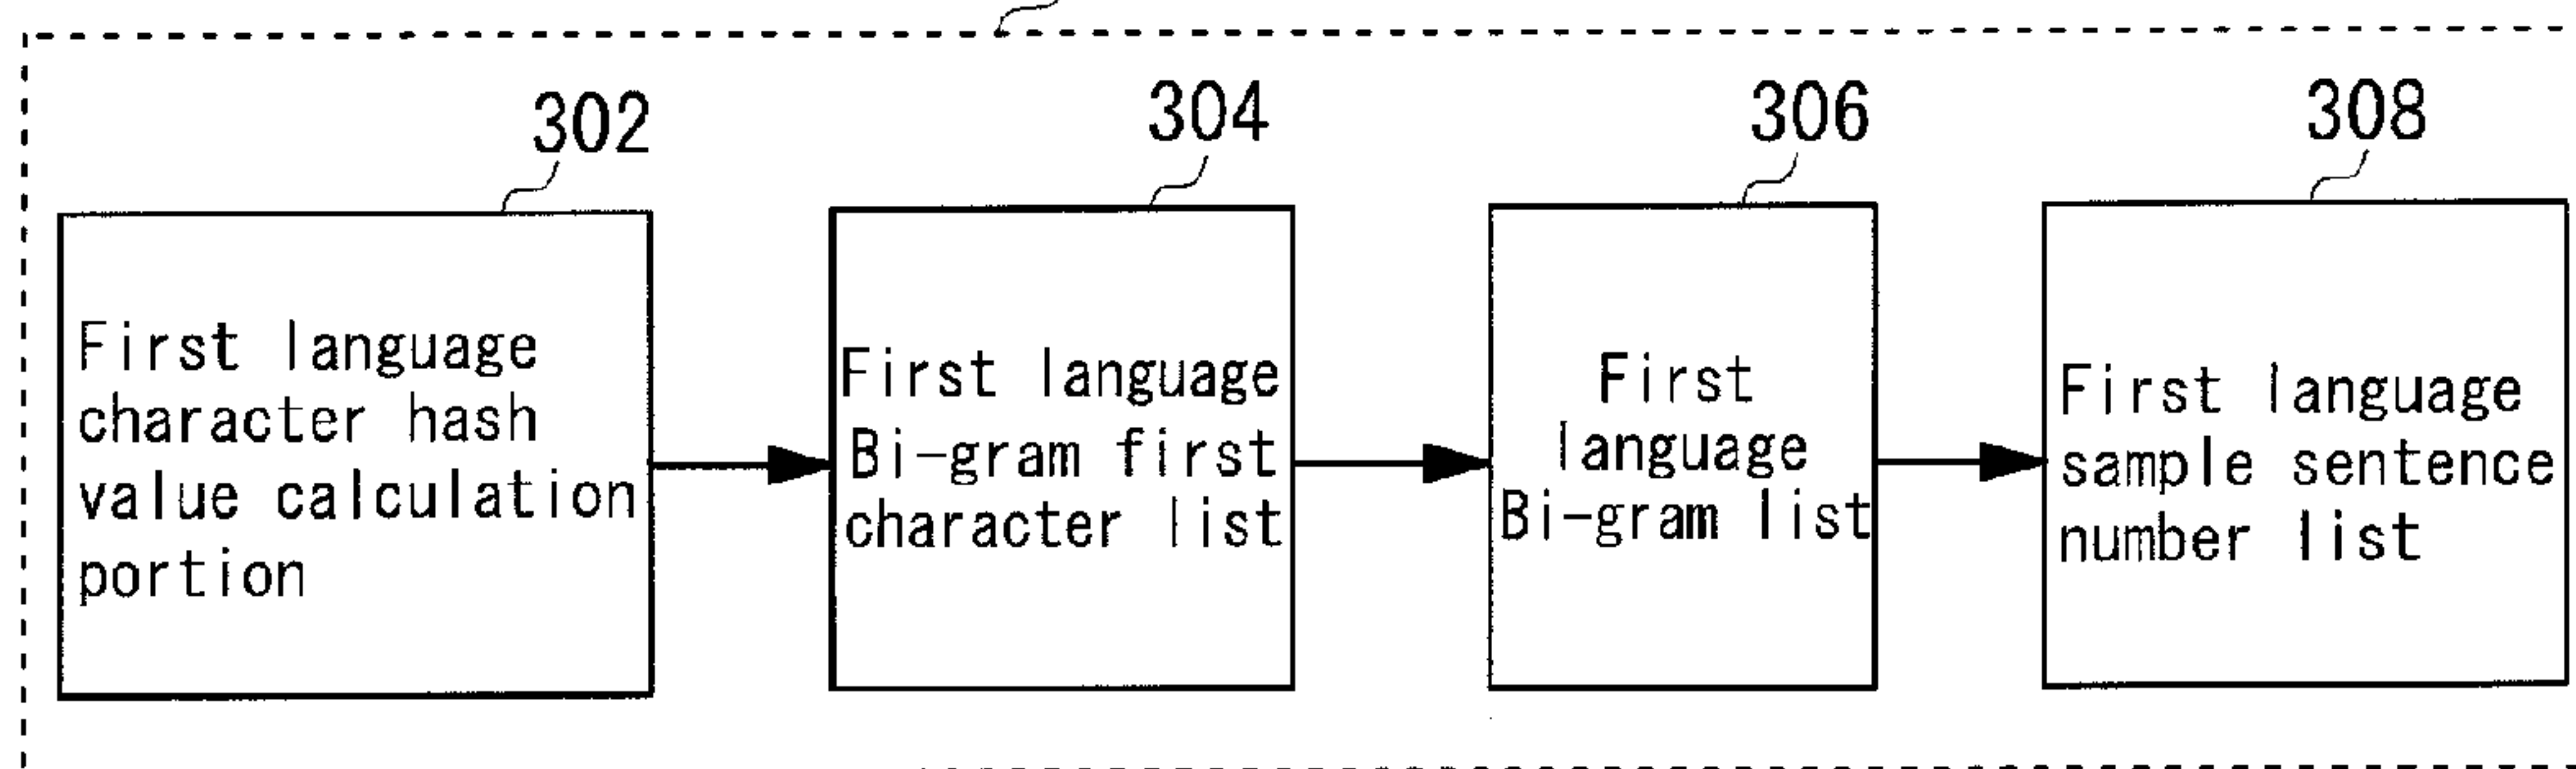 302
304
306
308
First language
character hash
value calculation
portion
First language
Bi-gram first
character list
First
language
Bi-gram list
First language
sample sentence
number list